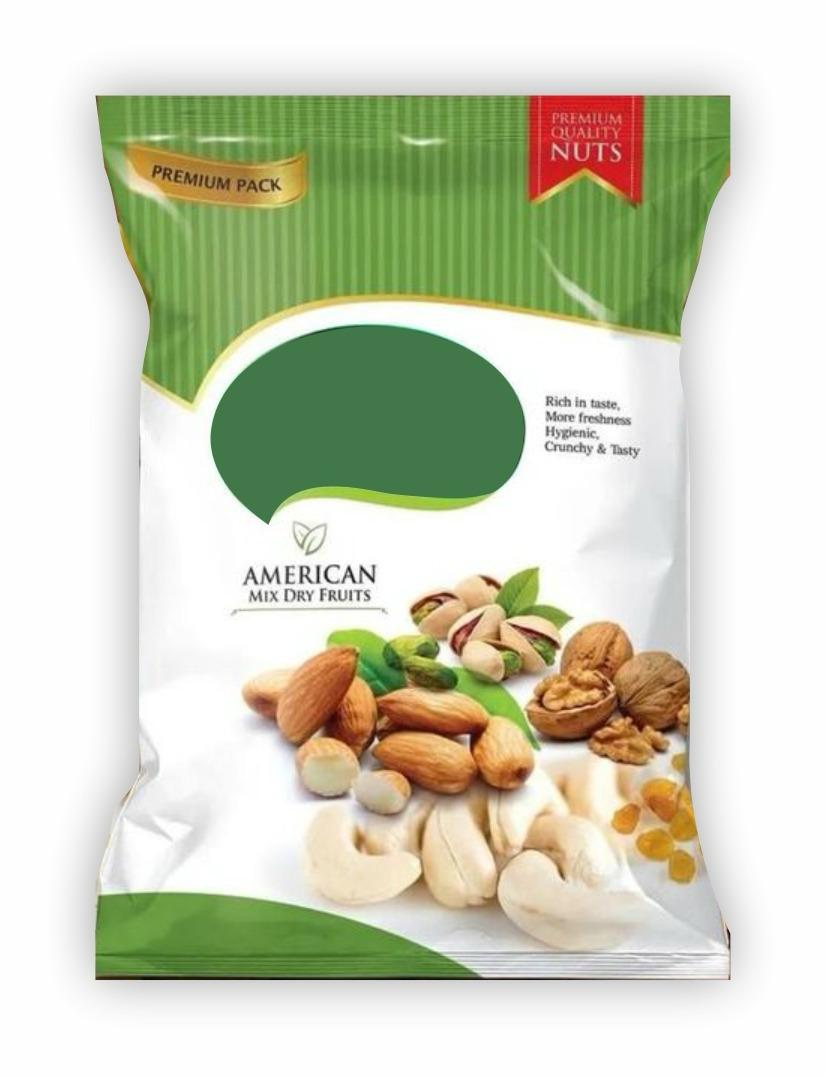 PREMIUM PACK
PREMIUM
QUALITY
NUTS
Rich in taste,
More freshness
Hygienic,
Crunchy & Tasty
AMERICAN
MIX DRY FRUITS